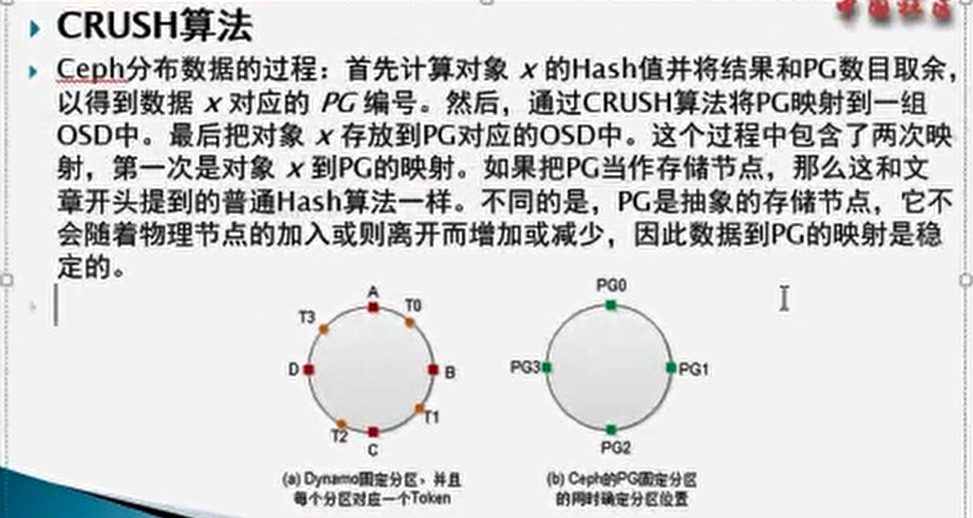 CRUSH算法
Ceph分布数据的过程：首先计算对象 x 的Hash值并将结果和PG数目取余，
以得到数据 x 对应的 PG 编号。然后，通过CRUSH算法将PG映射到一组
OSD中。最后把对象 x 存放到PG对应的OSD中。这个过程中包含了两次映
射，第一次是对象 x 到PG的映射。如果把PG当作存储节点，那么这和文
章开头提到的普通Hash算法一样。不同的是，PG是抽象的存储节点，它不
会随着物理节点的加入或则离开而增加或减少，因此数据到PG的映射是稳
定的。
A
T0
T3
D
B
T1
T2
C
PG0
PG3
PG1
PG2
(a) Dynamo固定分区，并且
每个分区对应一个Token
(b) Ceph的PG固定分区
的同时确定分区位置